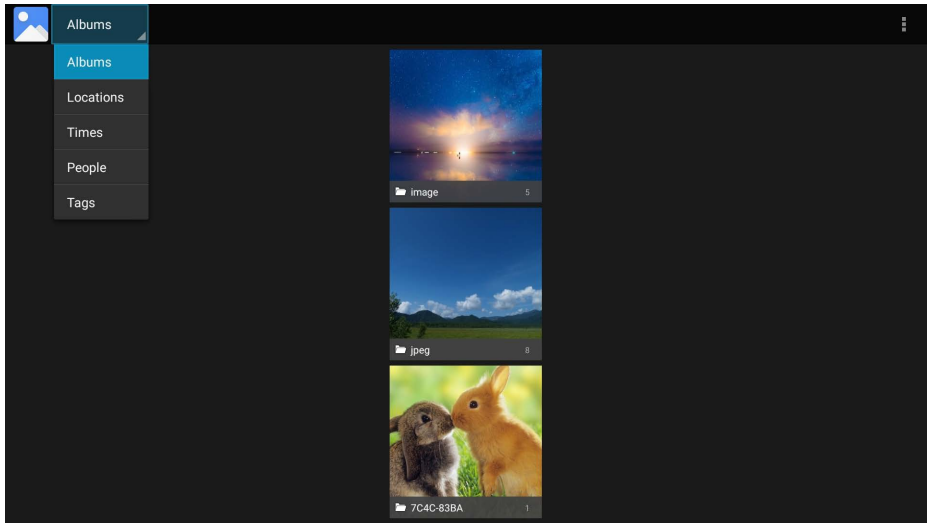 Albums
Albums
Locations
Times
People
Tags
image 5
jpeg 8
7C4C-83BA 1